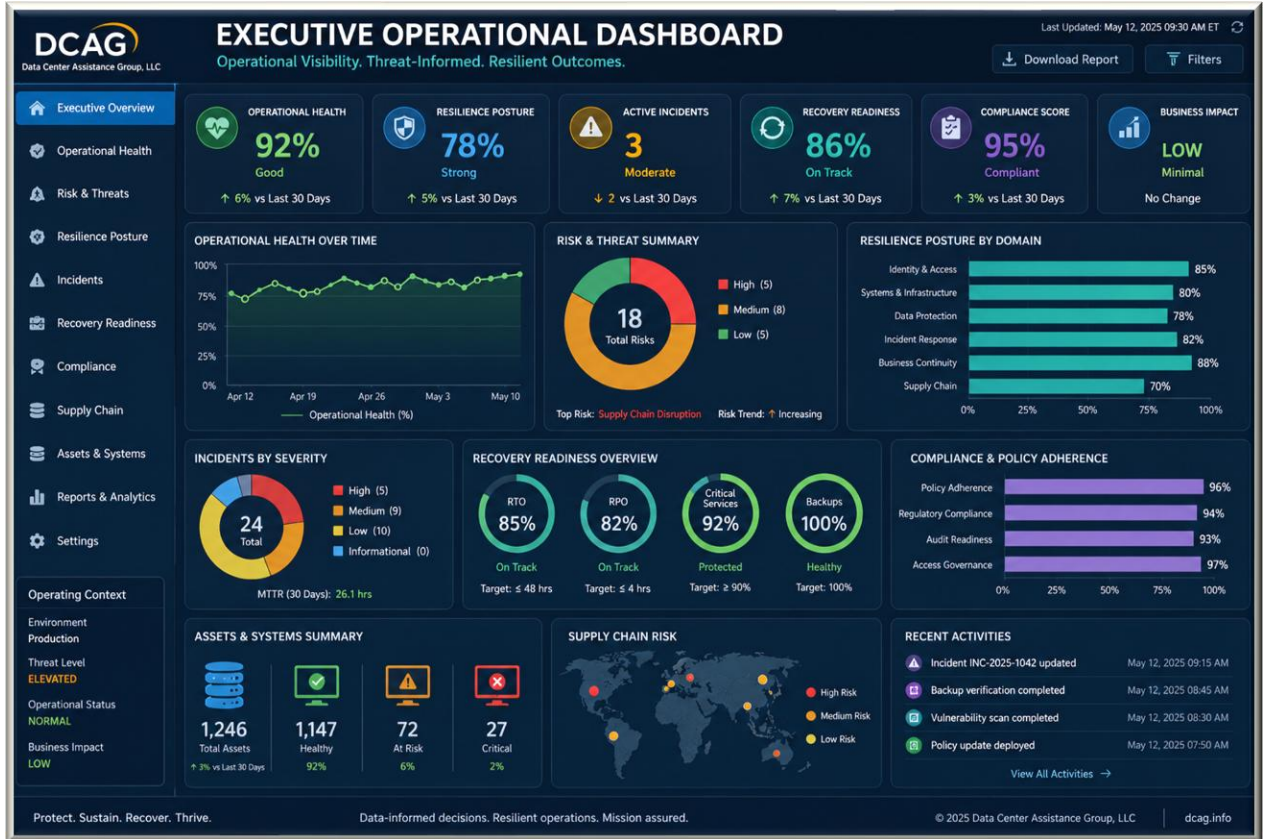 DCAG
Data Center Assistance Group, LLC
EXECUTIVE OPERATIONAL DASHBOARD
Operational Visibility. Threat-Informed. Resilient Outcomes.
Last Updated: May 12, 2025 09:30 AM ET
Download Report
Filters
Executive Overview
Operational Health
Risk & Threats
Resilience Posture
Incidents
Recovery Readiness
Compliance
Supply Chain
Assets & Systems
Reports & Analytics
Settings
Operating Context
Environment
Production
Threat Level
ELEVATED
Operational Status
NORMAL
Business Impact
LOW
OPERATIONAL HEALTH
92%
Good
↑ 6% vs Last 30 Days
RESILIENCE POSTURE
78%
Strong
↑ 5% vs Last 30 Days
ACTIVE INCIDENTS
3
Moderate
↓ 2 vs Last 30 Days
RECOVERY READINESS
86%
On Track
↑ 7% vs Last 30 Days
COMPLIANCE SCORE
95%
Compliant
↑ 3% vs Last 30 Days
BUSINESS IMPACT
LOW
Minimal
No Change
OPERATIONAL HEALTH OVER TIME
100%
75%
50%
25%
0%
Apr 12 Apr 19 Apr 26 May 3 May 10
Operational Health (%)
RISK & THREAT SUMMARY
18
Total Risks
High (5)
Medium (8)
Low (5)
Top Risk: Supply Chain Disruption Risk Trend: ↑ Increasing
RESILIENCE POSTURE BY DOMAIN
Identity & Access 85%
Systems & Infrastructure 80%
Data Protection 78%
Incident Response 82%
Business Continuity 88%
Supply Chain 70%
0% 25% 50% 75% 100%
INCIDENTS BY SEVERITY
24
Total
High (5)
Medium (9)
Low (10)
Informational (0)
MTTR (30 Days): 26.1 hrs
RECOVERY READINESS OVERVIEW
RTO
85%
On Track
Target: ≤ 48 hrs
RPO
82%
On Track
Target: ≤ 4 hrs
Critical
Services
92%
Protected
Target: ≥ 90%
Backups
100%
Healthy
Target: 100%
COMPLIANCE & POLICY ADHERENCE
Policy Adherence 96%
Regulatory Compliance 94%
Audit Readiness 93%
Access Governance 97%
0% 25% 50% 75% 100%
ASSETS & SYSTEMS SUMMARY
1,246
Total Assets
↑ 3% vs Last 30 Days
1,147
Healthy
92%
72
At Risk
6%
27
Critical
2%
SUPPLY CHAIN RISK
High Risk
Medium Risk
Low Risk
RECENT ACTIVITIES
Incident INC-2025-1042 updated May 12, 2025 09:15 AM
Backup verification completed May 12, 2025 08:45 AM
Vulnerability scan completed May 12, 2025 08:30 AM
Policy update deployed May 12, 2025 07:50 AM
View All Activities →
Protect. Sustain. Recover. Thrive.
Data-informed decisions. Resilient operations. Mission assured.
© 2025 Data Center Assistance Group, LLC
dcag.info